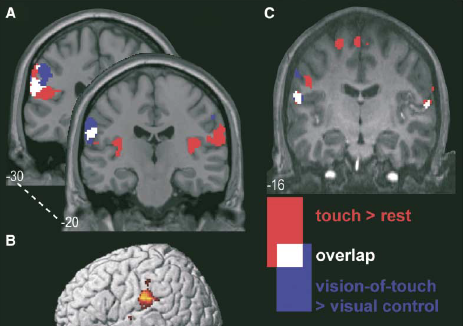 A
C
-30
-20
-16
B
touch > rest
overlap
vision-of-touch
> visual control